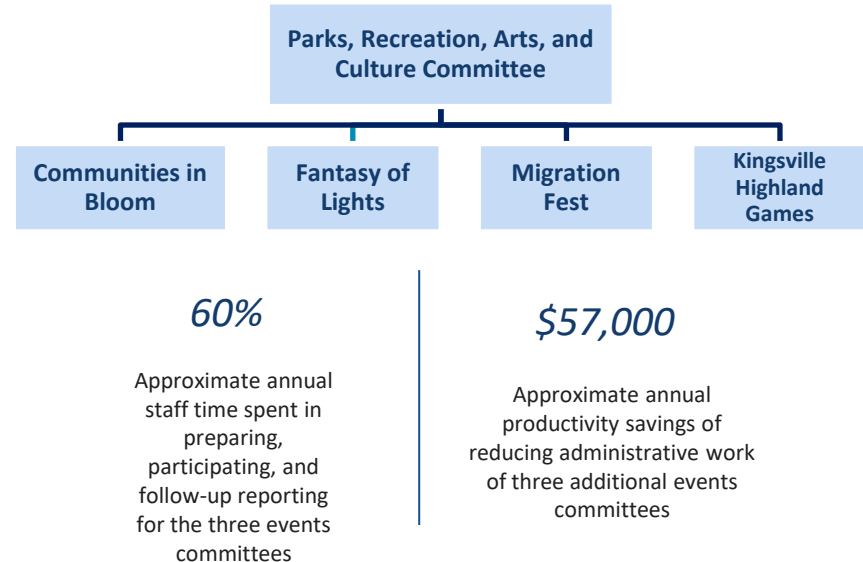 Parks, Recreation, Arts, and
Culture Committee
Communities in
Bloom
Fantasy of
Lights
Migration
Fest
Kingsville
Highland
Games
60%
Approximate annual
staff time spent in
preparing,
participating, and
follow-up reporting
for the three events
committees
$57,000
Approximate annual
productivity savings of
reducing administrative work
of three additional events
committees